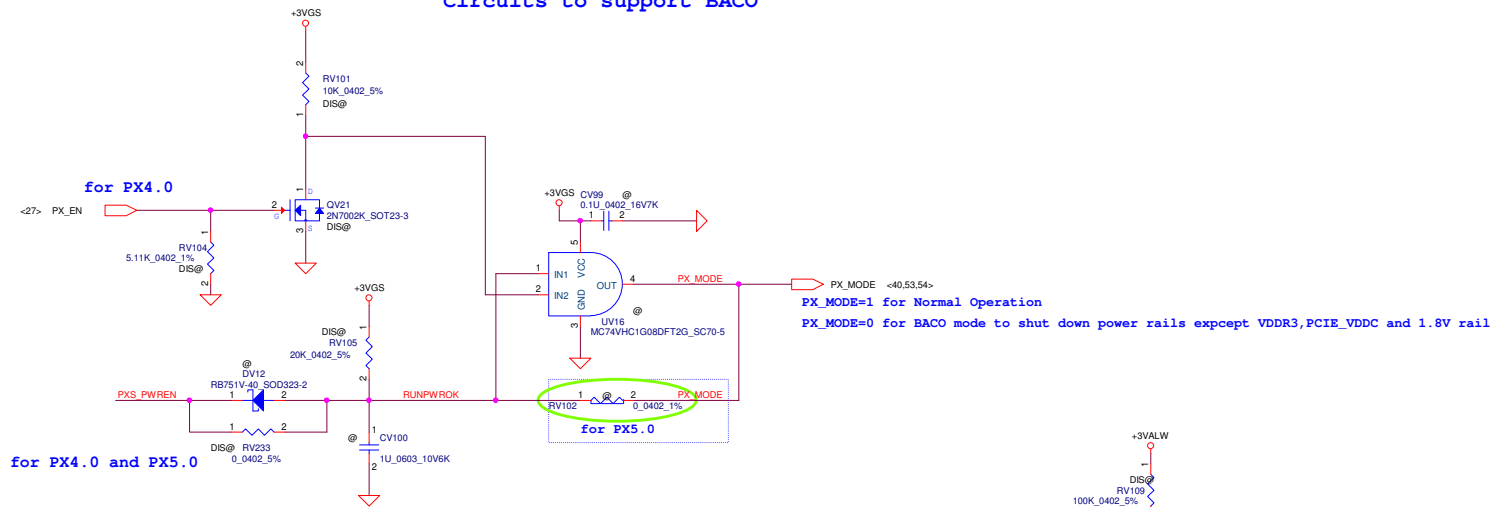 Circuits to support BACO
+3VGS
2
RV101
10K_0402_5%
DIS@
1
for PX4.0
<27> PX_EN
2
G
1
D
QV21
2N7002K_SOT23-3
DIS@
3
S
1
RV104
5.11K_0402_1%
DIS@
2
+3VGS
CV99
@
0.1U_0402_16V7K
1
2
5
1
IN1
VCC
2
IN2
GND
OUT
4
PX_MODE
PX_MODE <40,53,54>
3
@
UV16
MC74VHC1G08DFT2G_SC70-5
PX_MODE=1 for Normal Operation
PX_MODE=0 for BACO mode to shut down power rails expcept VDDR3,PCIE_VDDC and 1.8V rail
+3VGS
1
DIS@
RV105
20K_0402_5%
2
@
DV12
RB751V-40_SOD323-2
PXS_PWREN
1
2
RUNPWROK
1
@
2
PX_MODE
RV102
0_0402_1%
for PX5.0
1
2
DIS@ RV233
0_0402_5%
@
1
CV100
1U_0603_10V6K
2
for PX4.0 and PX5.0
+3VALW
1
DIS@
RV109
100K_0402_5%